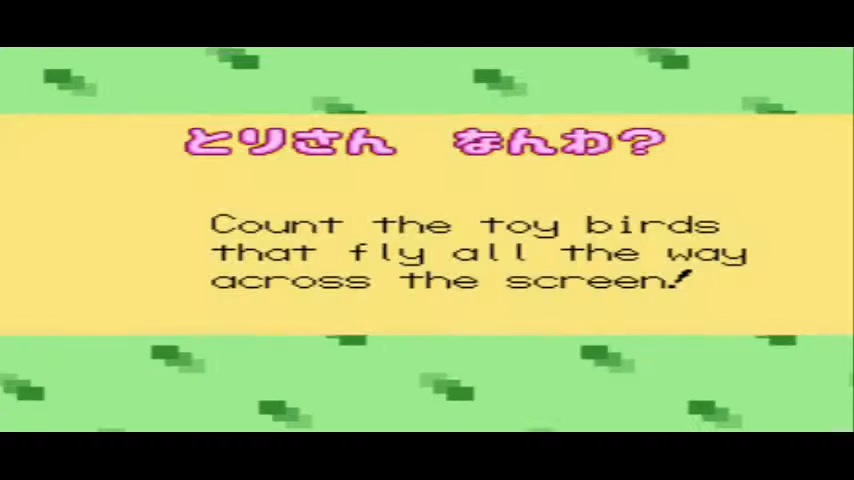 とりさん なんわ?
Count the toy birds
that fly all the way
across the screen!